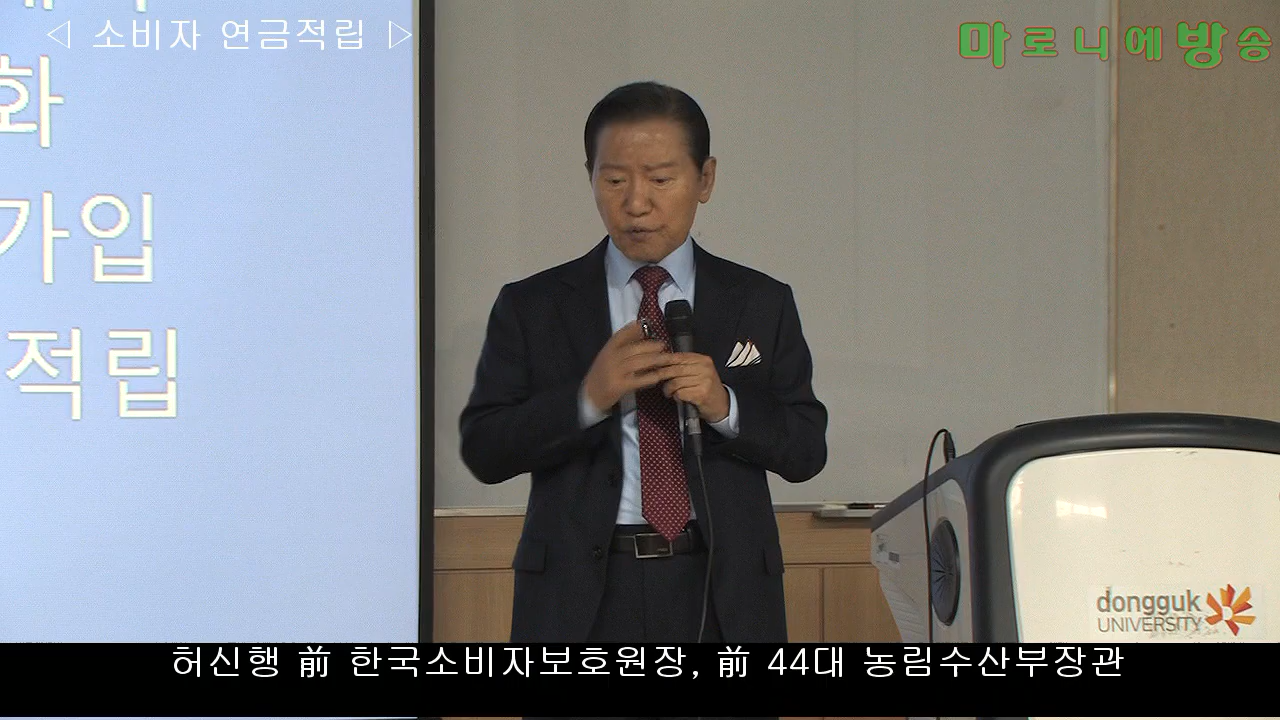 ◁ 소비자 연금적립 ▷
마로니에방송
화
가입
적립
dongguk
UNIVERSITY
허신행 前 한국소비자보호원장, 前 44대 농림수산부장관